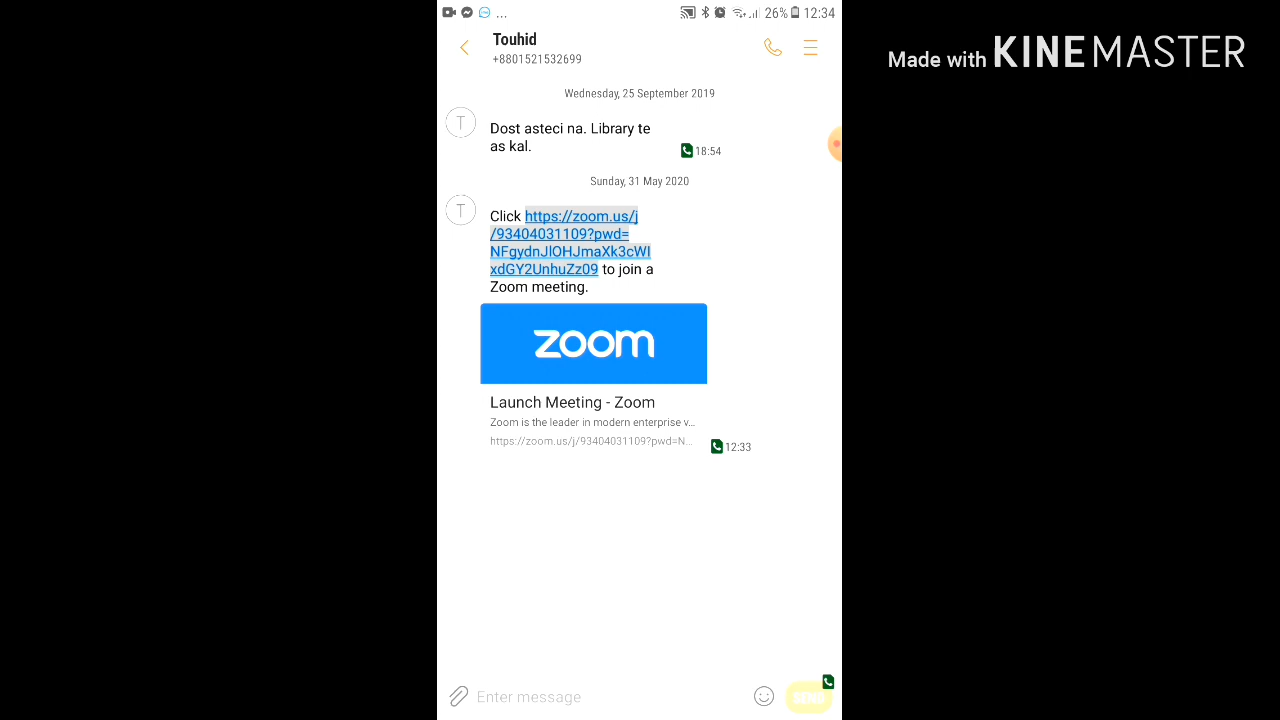 ... 26% 12:34
Made with KINEMASTER
Touhid
+8801521532699
Wednesday, 25 September 2019
T
Dost asteci na. Library te
as kal.
18:54
Sunday, 31 May 2020
T
Click https://zoom.us/j
/93404031109?pwd=
NFgydnJlOHJmaXk3cWI
xdGY2UnhuZz09 to join a
Zoom meeting.
zoom
Launch Meeting - Zoom
Zoom is the leader in modern enterprise v...
https://zoom.us/j/93404031109?pwd=N...
12:33
Enter message
SEND